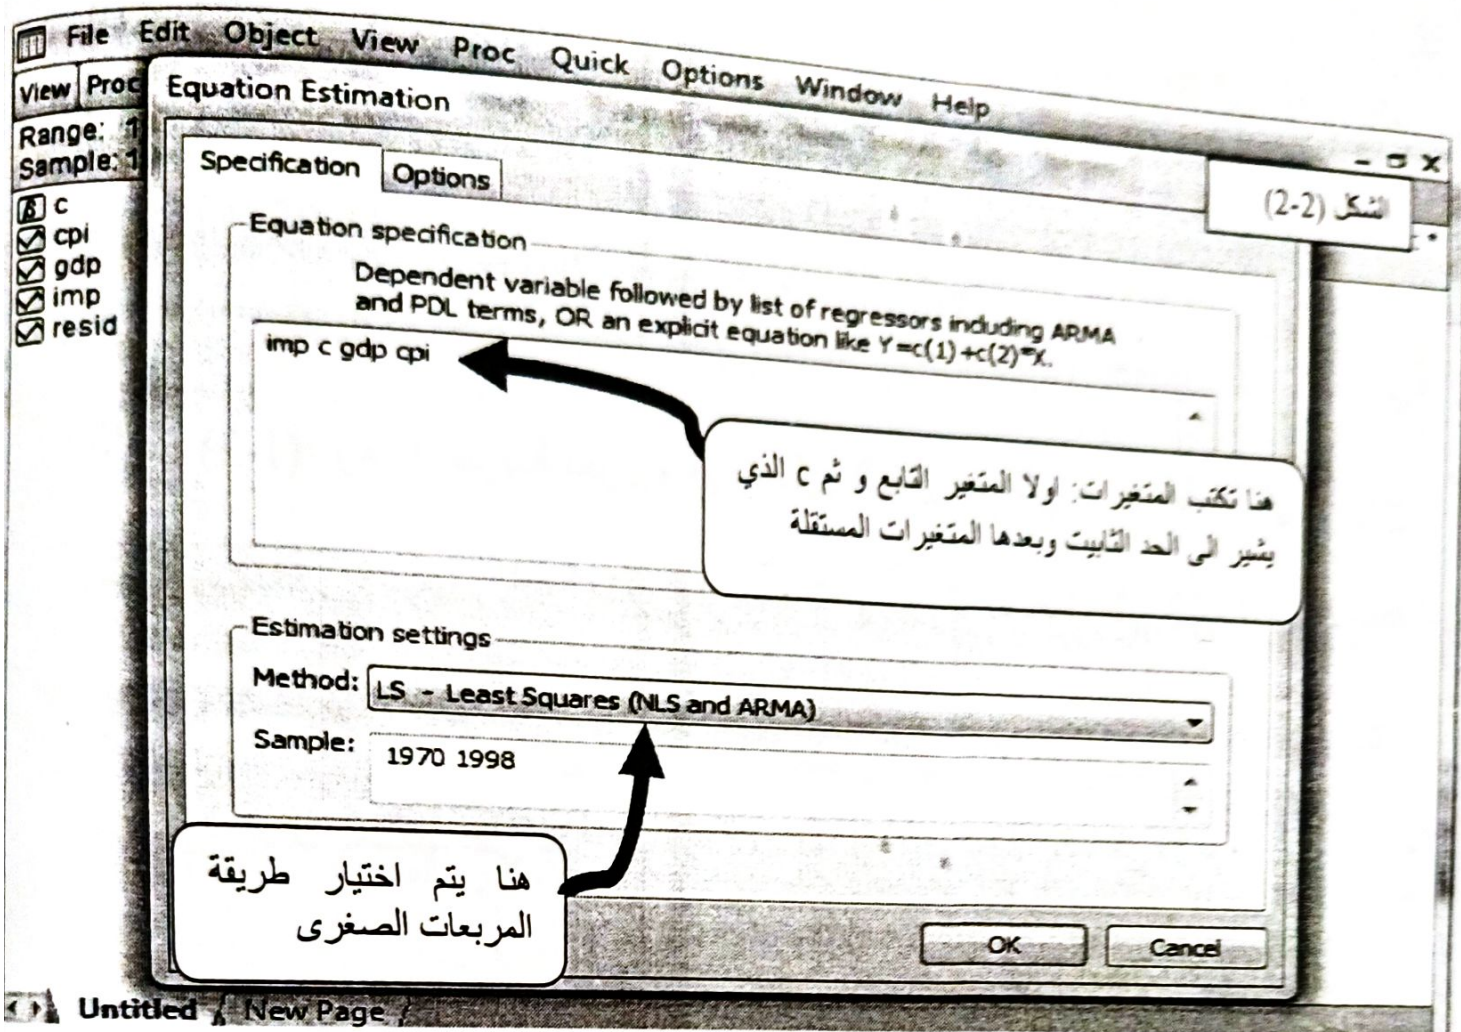 File Edit Object View Proc Quick Options Window Help
View Proc
Range: 1
Sample: 1
c
cpi
gdp
imp
resid
Equation Estimation
الشكل (2-2)
Specification Options
Equation specification
Dependent variable followed by list of regressors including ARMA
and PDL terms, OR an explicit equation like Y=c(1)+c(2)*X.
imp c gdp cpi
هنا تكتب المتغيرات: اولا المتغير التابع و ثم c الذي
يشير الى الحد الثابيت وبعدها المتغيرات المستقلة
Estimation settings
Method: LS - Least Squares (NLS and ARMA)
Sample: 1970 1998
هنا يتم اختيار طريقة
المربعات الصغرى
OK Cancel
Untitled New Page